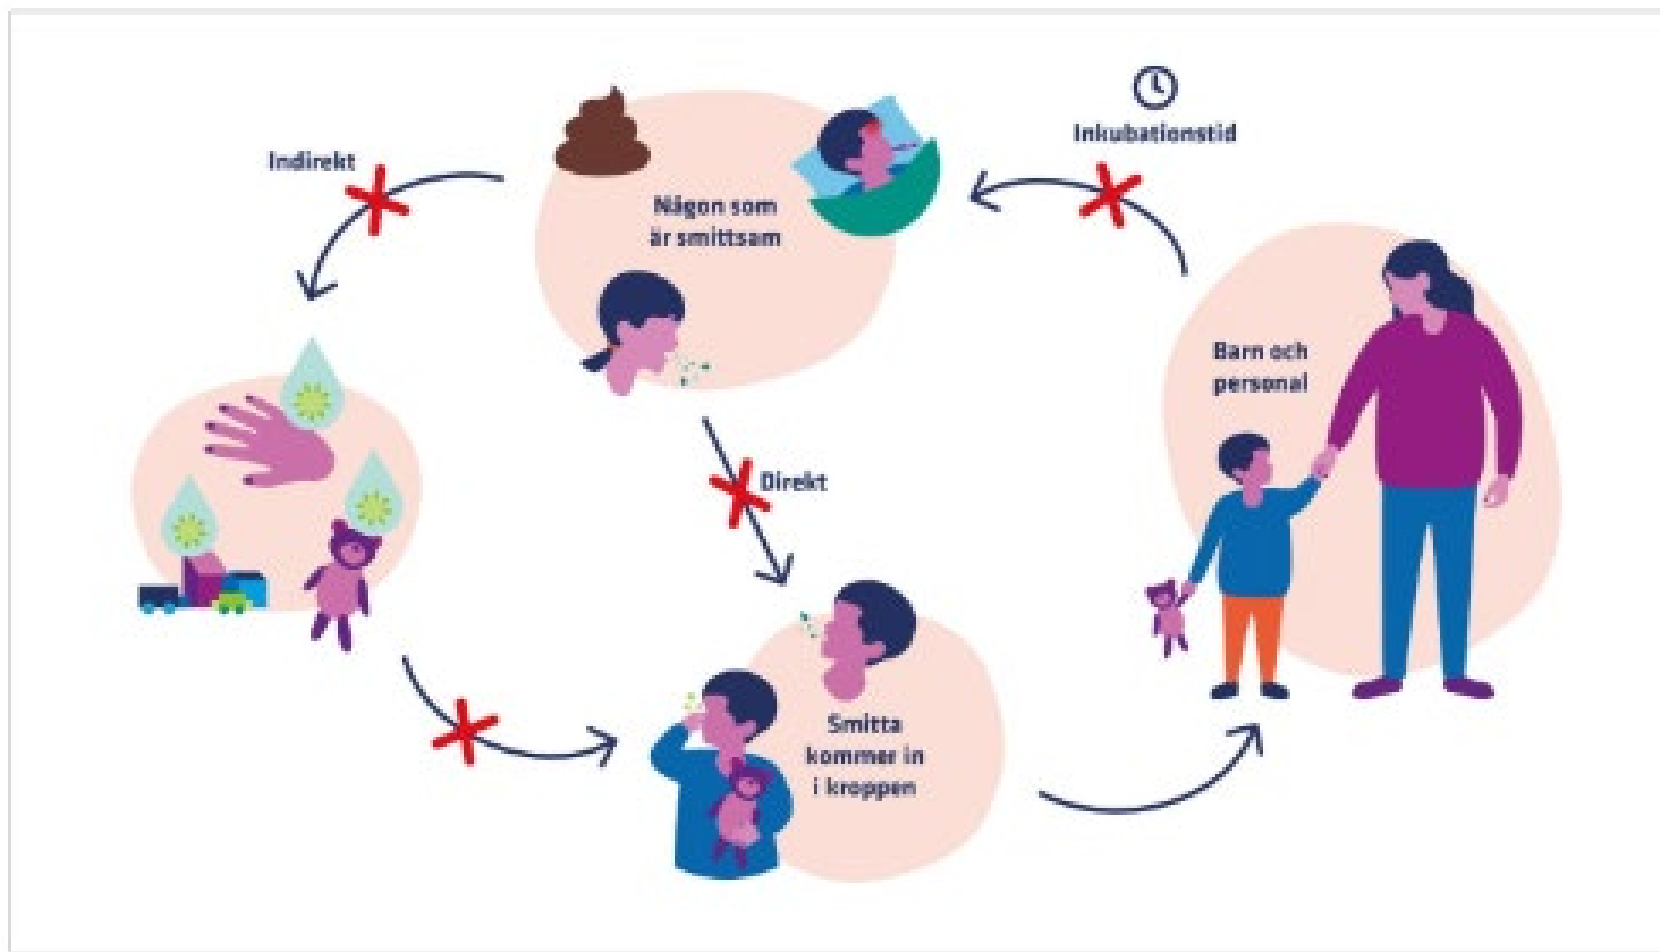 Inkubationstid
Indirekt
Någon som
är smittsam
Barn och
personal
Direkt
Smitta
kommer in
i kroppen